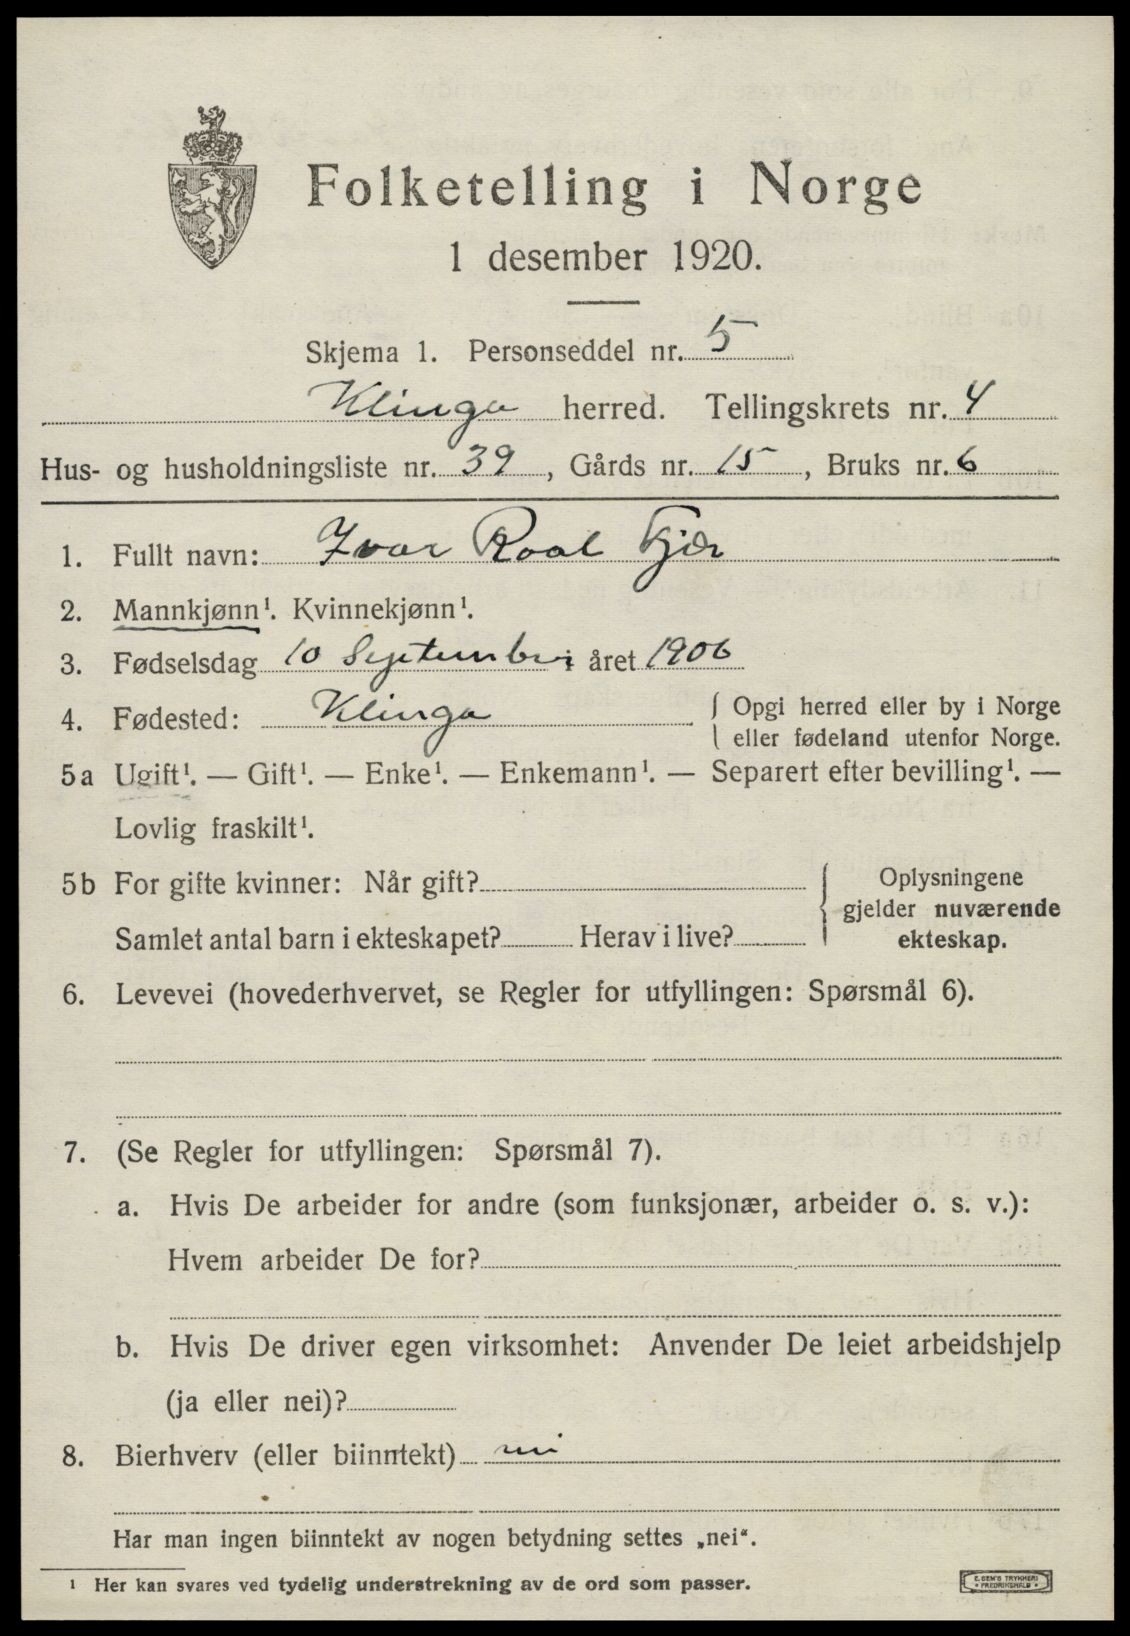 Folketelling i Norge
1 desember 1920.
Skjema 1. Personseddel nr. 5
Klinga herred. Tellingskrets nr. 4
Hus- og husholdningsliste nr. 39, Gårds nr. 15, Bruks nr. 6
1. Fullt navn: Ivar Roal Fjær
2. Mannkjønn¹. Kvinnekjønn¹.
3. Fødselsdag 10 September i året 1906
4. Fødested: Klinga { Opgi herred eller by i Norge
eller fødeland utenfor Norge.
5a Ugift¹. — Gift¹. — Enke¹. — Enkemann¹. — Separert efter bevilling¹. —
Lovlig fraskilt¹.
5b For gifte kvinner: Når gift? { Oplysningene
gjelder nuværende
Samlet antal barn i ekteskapet? Herav i live? ekteskap.
6. Levevei (hovederhvervet, se Regler for utfyllingen: Spørsmål 6).
7. (Se Regler for utfyllingen: Spørsmål 7).
a. Hvis De arbeider for andre (som funksjonær, arbeider o. s. v.):
Hvem arbeider De for?
b. Hvis De driver egen virksomhet: Anvender De leiet arbeidshjelp
(ja eller nei)?
8. Bierhverv (eller biinntekt) nei
Har man ingen biinntekt av nogen betydning settes „nei“.
¹ Her kan svares ved tydelig understrekning av de ord som passer.
E. SEM'S TRYKKERI
• FREDRIKSHALD •